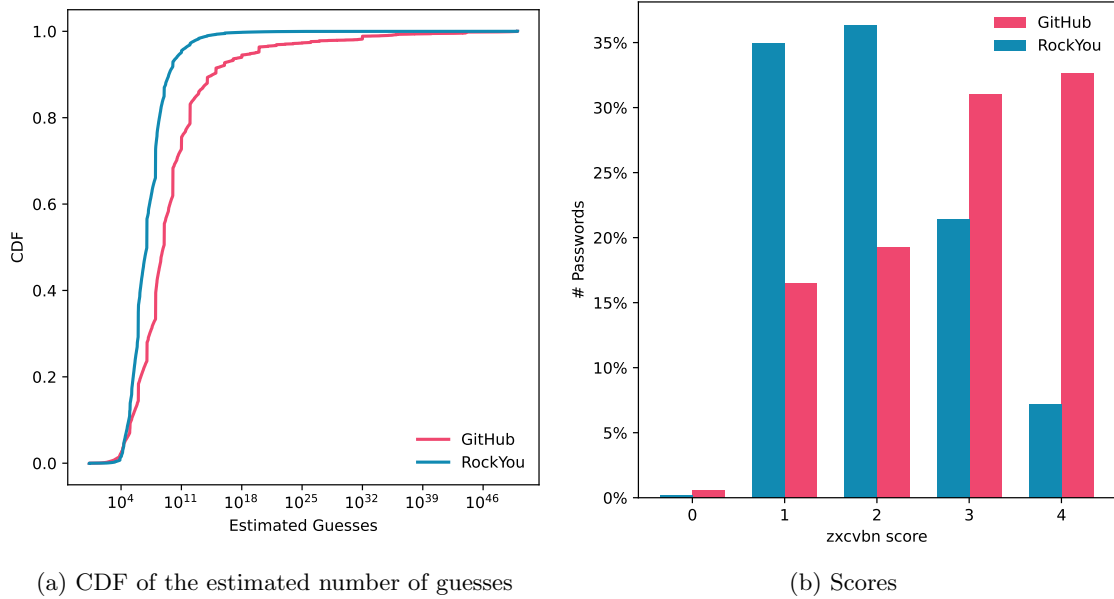 1.0
0.8
0.6
0.4
0.2
0.0
CDF
GitHub
RockYou
10^4 10^11 10^18 10^25 10^32 10^39 10^46
Estimated Guesses
(a) CDF of the estimated number of guesses
GitHub
RockYou
35%
30%
25%
20%
15%
10%
5%
0%
# Passwords
0 1 2 3 4
zxcvbn score
(b) Scores